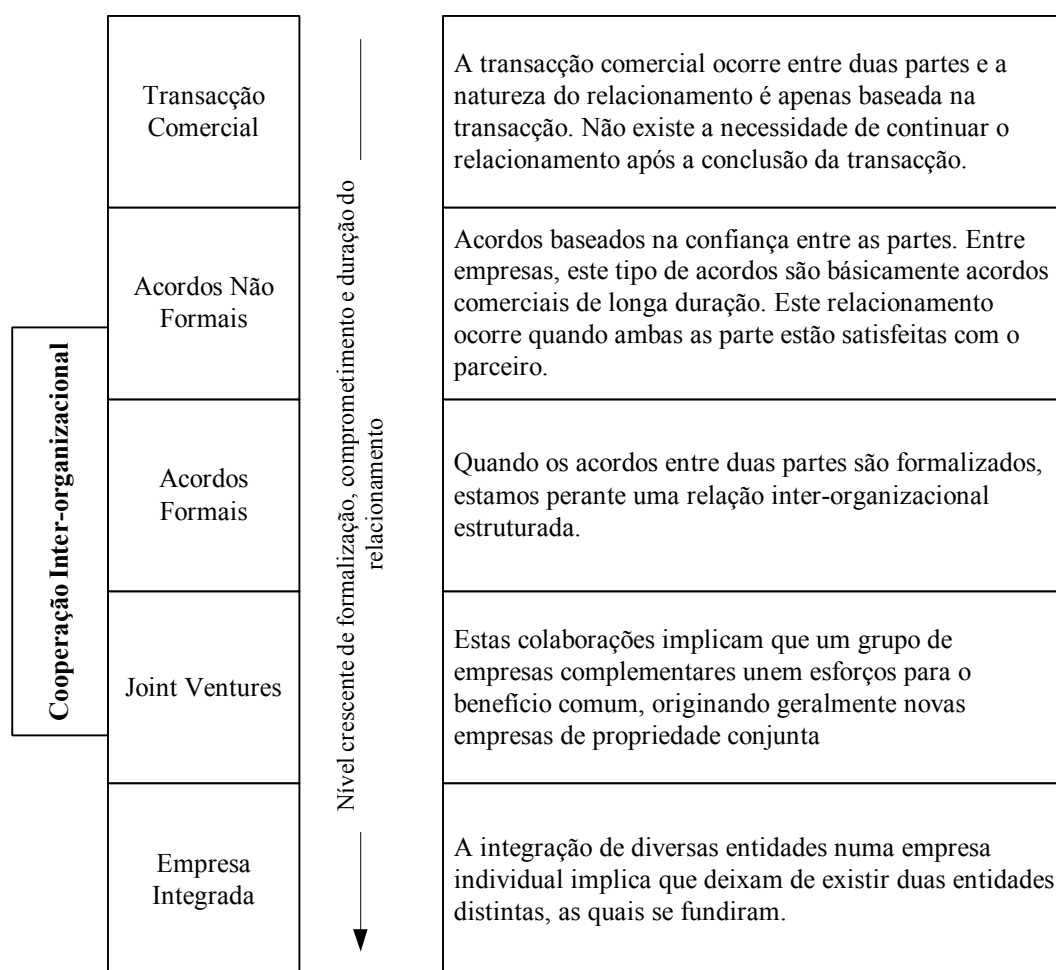 Cooperação Inter-organizacional
Transacção
Comercial
A transacção comercial ocorre entre duas partes e a
natureza do relacionamento é apenas baseada na
transacção. Não existe a necessidade de continuar o
relacionamento após a conclusão da transacção.
Nível crescente de formalização, comprometimento e duração do
relacionamento
Acordos Não
Formais
Acordos baseados na confiança entre as partes. Entre
empresas, este tipo de acordos são básicamente acordos
comerciais de longa duração. Este relacionamento
ocorre quando ambas as parte estão satisfeitas com o
parceiro.
Acordos
Formais
Quando os acordos entre duas partes são formalizados,
estamos perante uma relação inter-organizacional
estruturada.
Joint Ventures
Estas colaborações implicam que um grupo de
empresas complementares unem esforços para o
benefício comum, originando geralmente novas
empresas de propriedade conjunta
Empresa
Integrada
A integração de diversas entidades numa empresa
individual implica que deixam de existir duas entidades
distintas, as quais se fundiram.